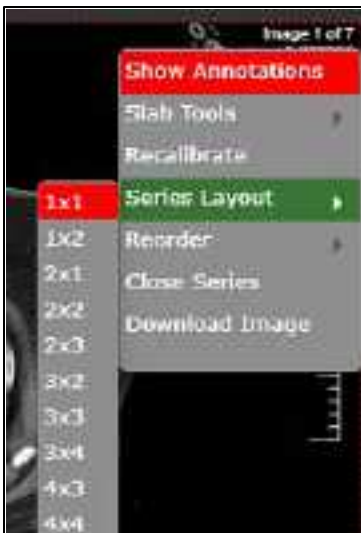 Image 1 of 7
Show Annotations
Slab Tools
Recalibrate
Series Layout
Reorder
Close Series
Download Image
1x1
1x2
2x1
2x2
2x3
3x2
3x3
3x4
4x3
4x4